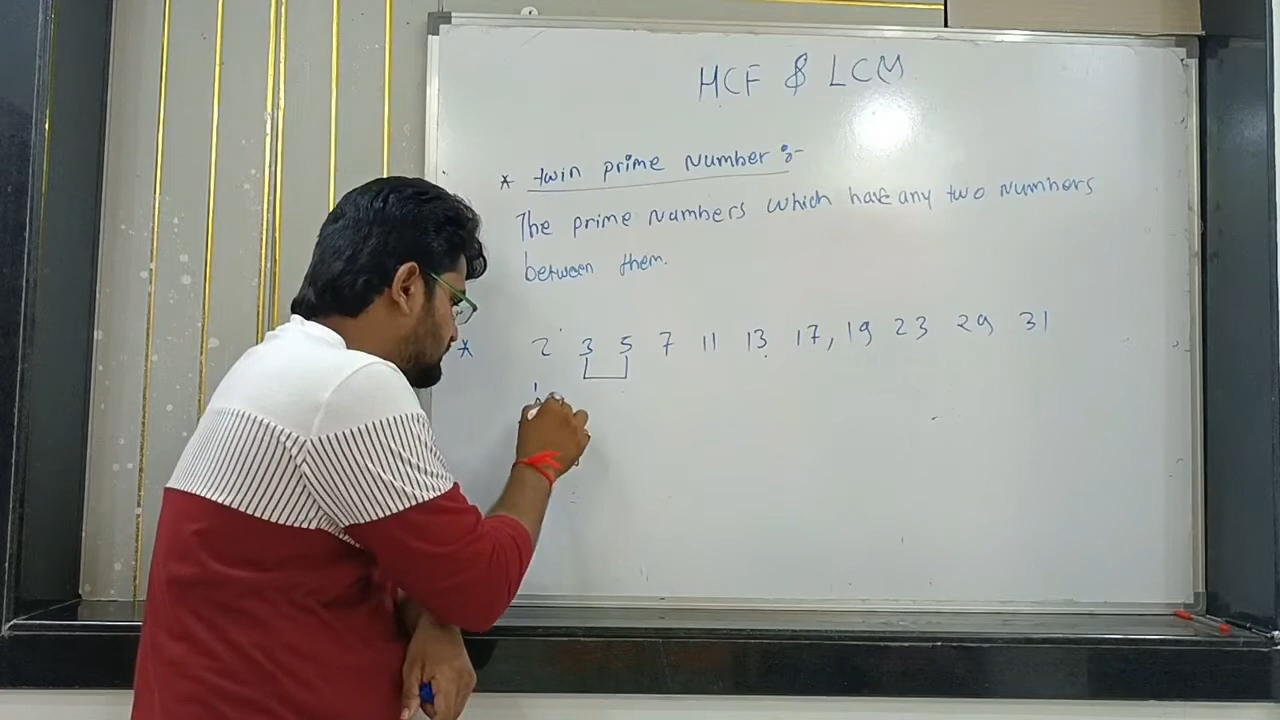 HCF & LCM
* twin prime Number :-
The prime Numbers which have any two Numbers
between them.
* 2 3 5 7 11 13 17, 19 23 29 31